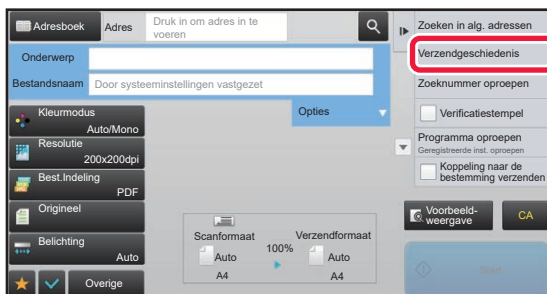 Adresboek
Adres
Druk in om adres in te
voeren
Onderwerp
Bestandsnaam
Door systeeminstellingen vastgezet
Opties
Kleurmodus
Auto/Mono
Resolutie
200x200dpi
Best.Indeling
PDF
Origineel
Belichting
Auto
Overige
Scanformaat
Auto
A4
100%
Verzendformaat
Auto
A4
Zoeken in alg. adressen
Verzendgeschiedenis
Zoeknummer oproepen
Verificatiestempel
Programma oproepen
Geregistreerde inst. oproepen
Koppeling naar de
bestemming verzenden
Voorbeeld-
weergave
CA
Start